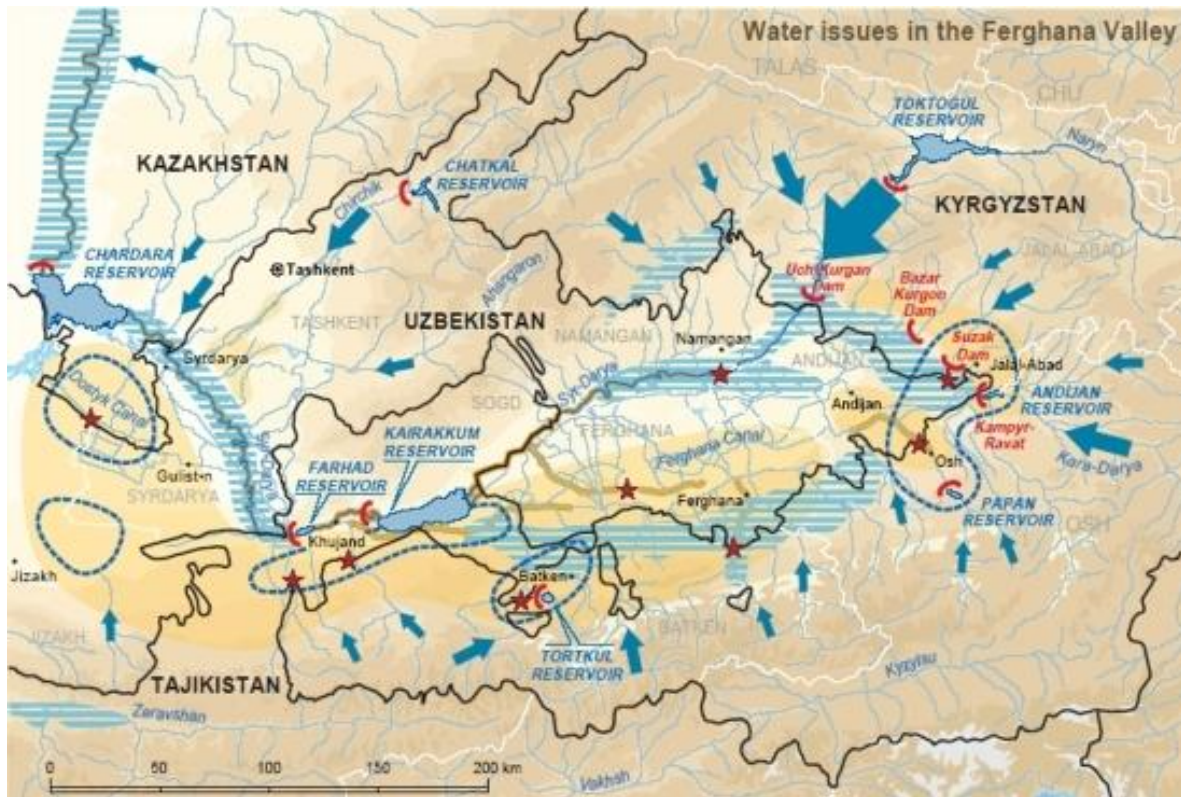 Water issues in the Ferghana Valley
TALAS
CHU
TOKTOGUL
RESERVOIR
Naryn
KAZAKHSTAN
CHATKAL
RESERVOIR
Chirchik
KYRGYZSTAN
JALAL-ABAD
CHARDARA
RESERVOIR
Tashkent
Uch Kurgan
Dam
Bazar
Kurgon
Dam
Ahangaron
TASHKENT
UZBEKISTAN
NAMANGAN
Namangan
ANDIJAN
Suzak
Dam
Jalal-Abad
Syrdarya
Syr-Darya
SOGD
Andijan
ANDIJAN
RESERVOIR
Kampyr-
Ravat
Dostyk Canal
FERGHANA
Ferghana Canal
Kara-Darya
KAIRAKKUM
RESERVOIR
FARHAD
RESERVOIR
Osh
Gulist-n
SYRDARYA
Ferghana
PAPAN
RESERVOIR
OSH
Khujand
Jizakh
Batken
JIZAKH
BATKEN
TORTKUL
RESERVOIR
Kyzylsu
TAJIKISTAN
Zaravshan
Vakhsh
0 50 100 150 200 km